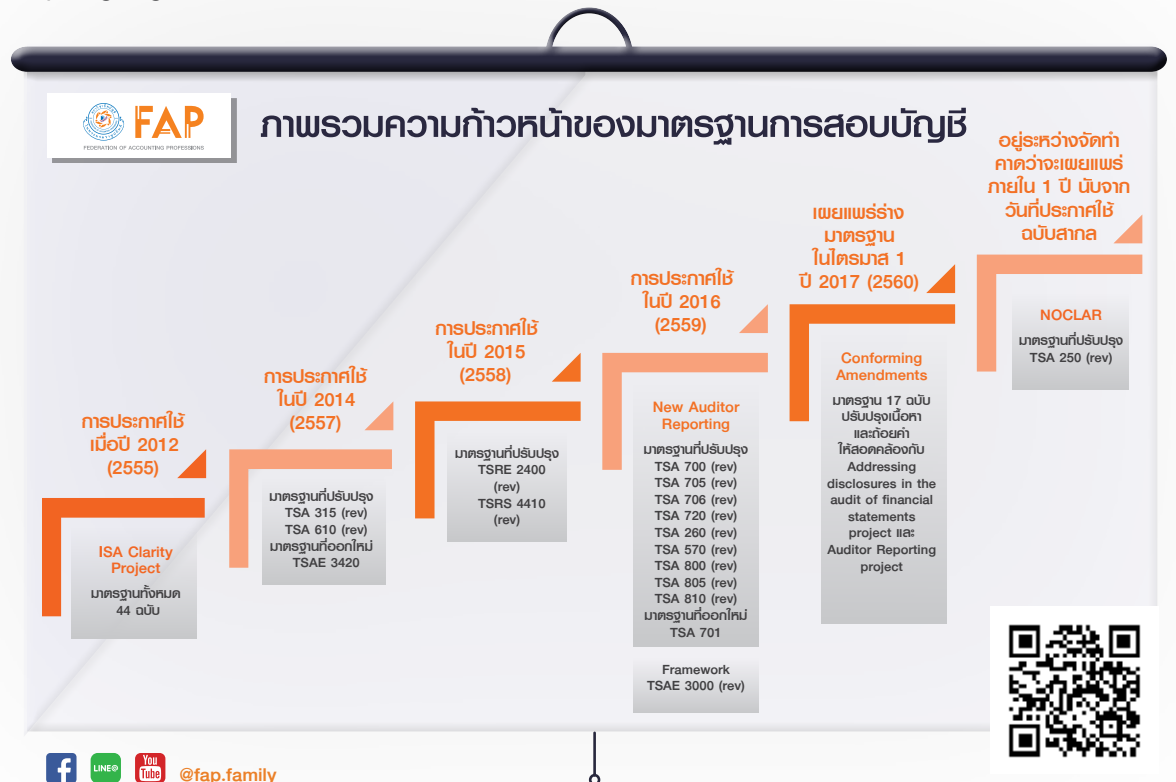 FAP
FEDERATION OF ACCOUNTING PROFESSIONS
ภาพรวมความก้าวหน้าของมาตรฐานการสอบบัญชี
การประกาศใช้
เมื่อปี 2012
(2555)
ISA Clarity
Project
มาตรฐานทั้งหมด
44 ฉบับ
การประกาศใช้
ในปี 2014
(2557)
มาตรฐานที่ปรับปรุง
TSA 315 (rev)
TSA 610 (rev)
มาตรฐานที่ออกใหม่
TSAE 3420
การประกาศใช้
ในปี 2015
(2558)
มาตรฐานที่ปรับปรุง
TSRE 2400
(rev)
TSRS 4410
(rev)
การประกาศใช้
ในปี 2016
(2559)
New Auditor
Reporting
มาตรฐานที่ปรับปรุง
TSA 700 (rev)
TSA 705 (rev)
TSA 706 (rev)
TSA 720 (rev)
TSA 260 (rev)
TSA 570 (rev)
TSA 800 (rev)
TSA 805 (rev)
TSA 810 (rev)
มาตรฐานที่ออกใหม่
TSA 701
Framework
TSAE 3000 (rev)
เผยแพร่ร่าง
มาตรฐาน
ในไตรมาส 1
ปี 2017 (2560)
Conforming
Amendments
มาตรฐาน 17 ฉบับ
ปรับปรุงเนื้อหา
และถ้อยคำ
ให้สอดคล้องกับ
Addressing
disclosures in the
audit of financial
statements
project และ
Auditor Reporting
project
อยู่ระหว่างจัดทำ
คาดว่าจะเผยแพร่
ภายใน 1 ปี นับจาก
วันที่ประกาศใช้
ฉบับสากล
NOCLAR
มาตรฐานที่ปรับปรุง
TSA 250 (rev)
f
LINE@
You
Tube
@fap.family